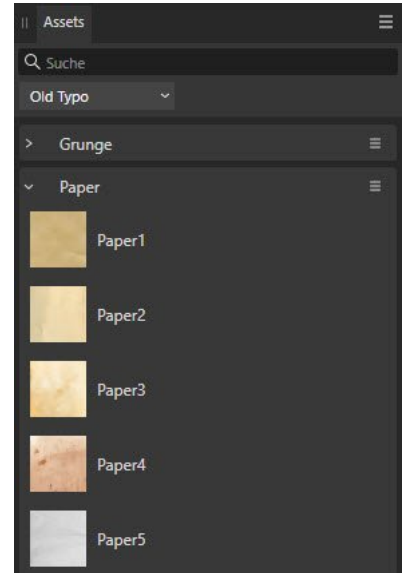 Assets
Suche
Old Typo
Grunge
Paper
Paper1
Paper2
Paper3
Paper4
Paper5